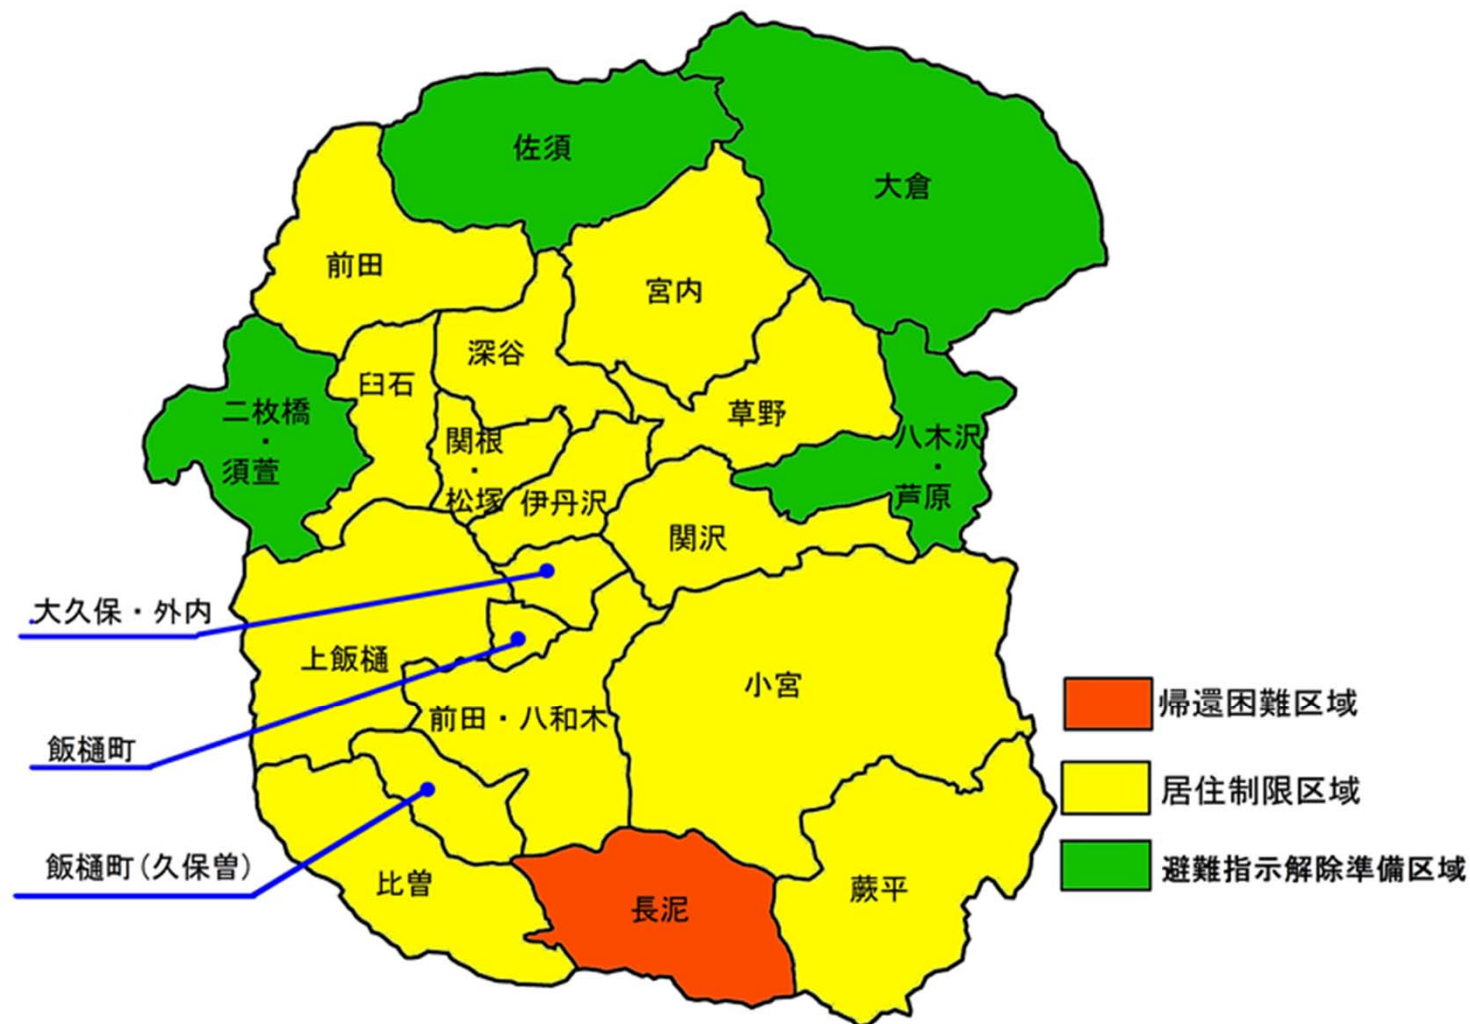 佐須
大倉
前田
宮内
深谷
臼石
草野
二枚橋
・
須萱
関根
・
松塚
八木沢
・
芦原
伊丹沢
関沢
大久保・外内
上飯樋
小宮
前田・八和木
飯樋町
飯樋町(久保曽)
比曽
長泥
蕨平
帰還困難区域
居住制限区域
避難指示解除準備区域